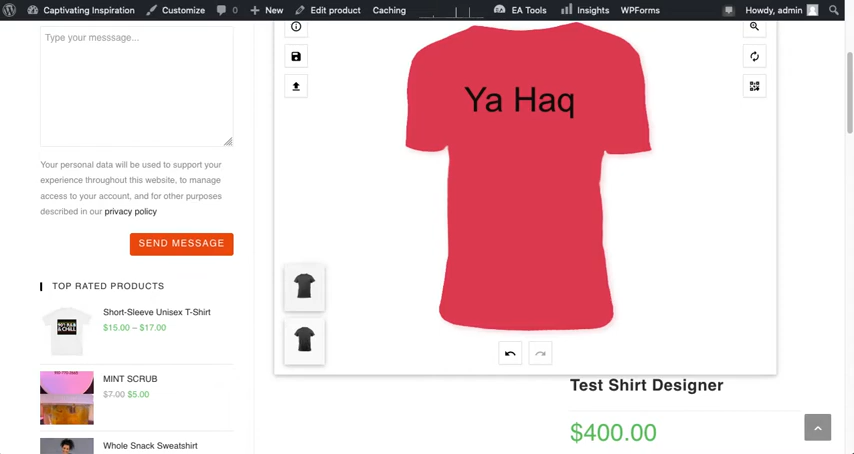 Captivating Inspiration
Customize
0
New
Edit product
Caching
EA Tools
Insights
WPForms
Howdy, admin
Type your messsage...
Your personal data will be used to support your
experience throughout this website, to manage
access to your account, and for other purposes
described in our privacy policy
SEND MESSAGE
TOP RATED PRODUCTS
Short-Sleeve Unisex T-Shirt
$15.00 – $17.00
MINT SCRUB
$7.00 $5.00
Whole Snack Sweatshirt
Ya Haq
Test Shirt Designer
$400.00